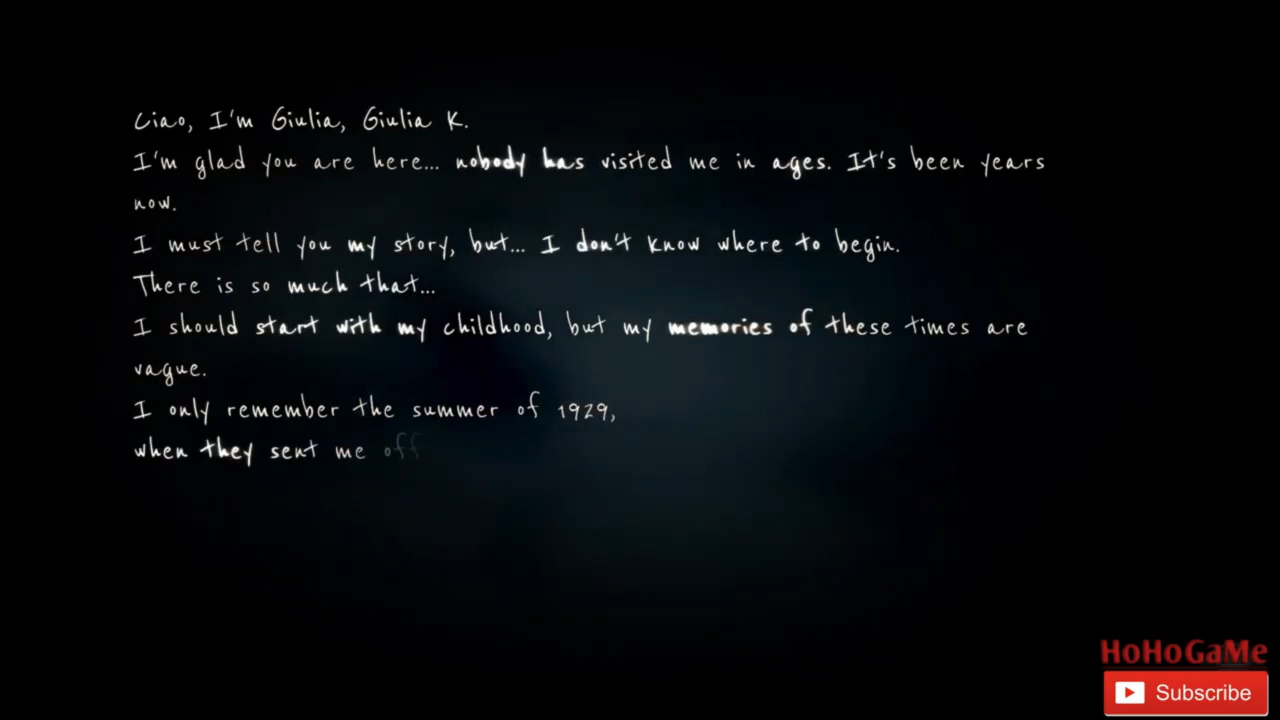 Ciao, I'm Giulia, Giulia K.
I'm glad you are here... nobody has visited me in ages. It's been years
now.
I must tell you my story, but... I don't know where to begin.
There is so much that...
I should start with my childhood, but my memories of these times are
vague.
I only remember the summer of 1929,
when they sent me off
HoHoGaMe
Subscribe